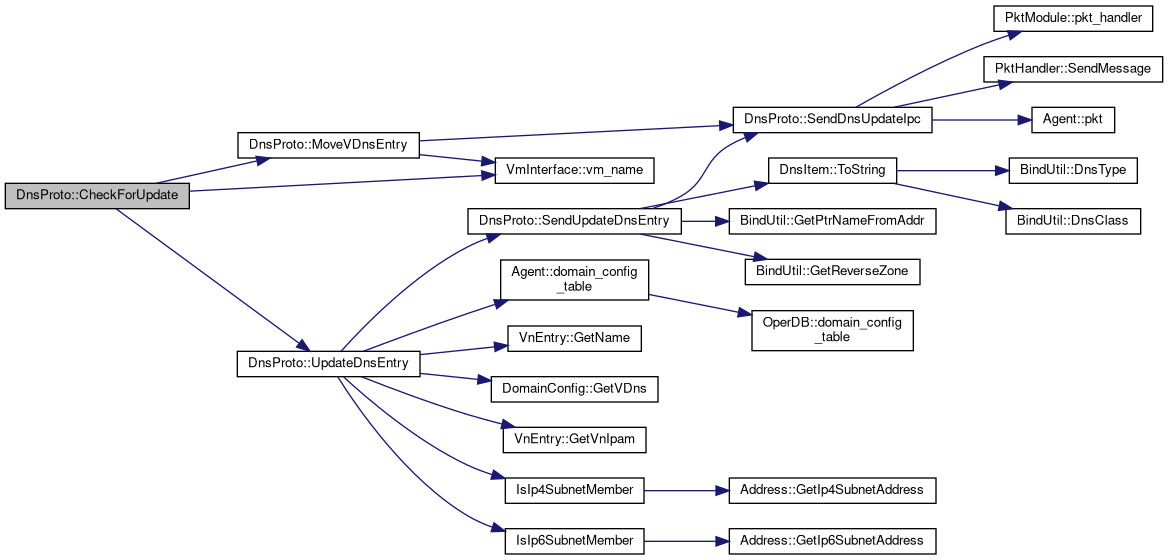 DnsProto::CheckForUpdate
DnsProto::MoveVDnsEntry
DnsProto::UpdateDnsEntry
VmInterface::vm_name
DnsProto::SendUpdateDnsEntry
Agent::domain_config
_table
VnEntry::GetName
DomainConfig::GetVDns
VnEntry::GetVnIpam
IsIp4SubnetMember
IsIp6SubnetMember
DnsProto::SendDnsUpdateIpc
DnsItem::ToString
BindUtil::GetPtrNameFromAddr
BindUtil::GetReverseZone
OperDB::domain_config
_table
Address::GetIp4SubnetAddress
Address::GetIp6SubnetAddress
PktModule::pkt_handler
PktHandler::SendMessage
Agent::pkt
BindUtil::DnsType
BindUtil::DnsClass